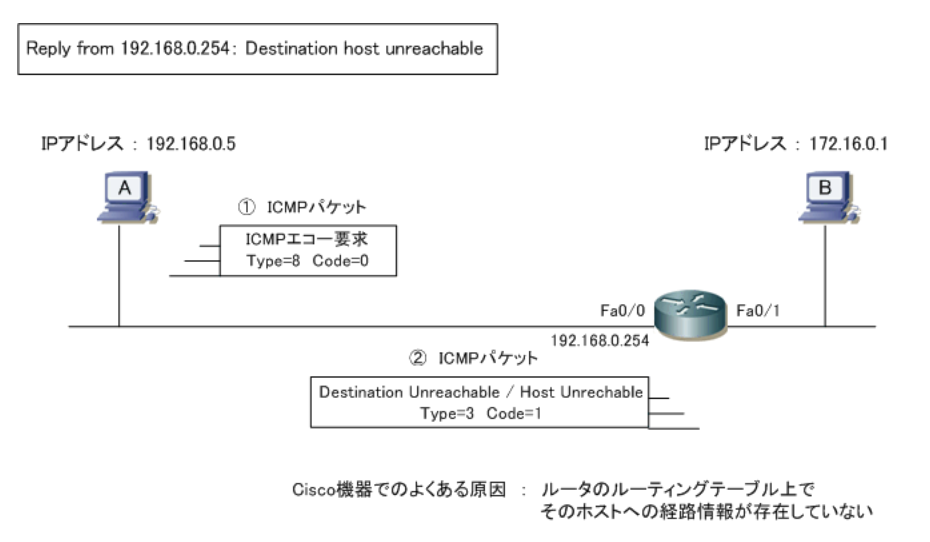 Reply from 192.168.0.254: Destination host unreachable
IPアドレス : 192.168.0.5
IPアドレス : 172.16.0.1
A
B
① ICMPパケット
ICMPエコー要求
Type=8 Code=0
Fa0/0
Fa0/1
192.168.0.254
② ICMPパケット
Destination Unreachable / Host Unrechable
Type=3 Code=1
Cisco機器でのよくある原因 : ルータのルーティングテーブル上で
そのホストへの経路情報が存在していない